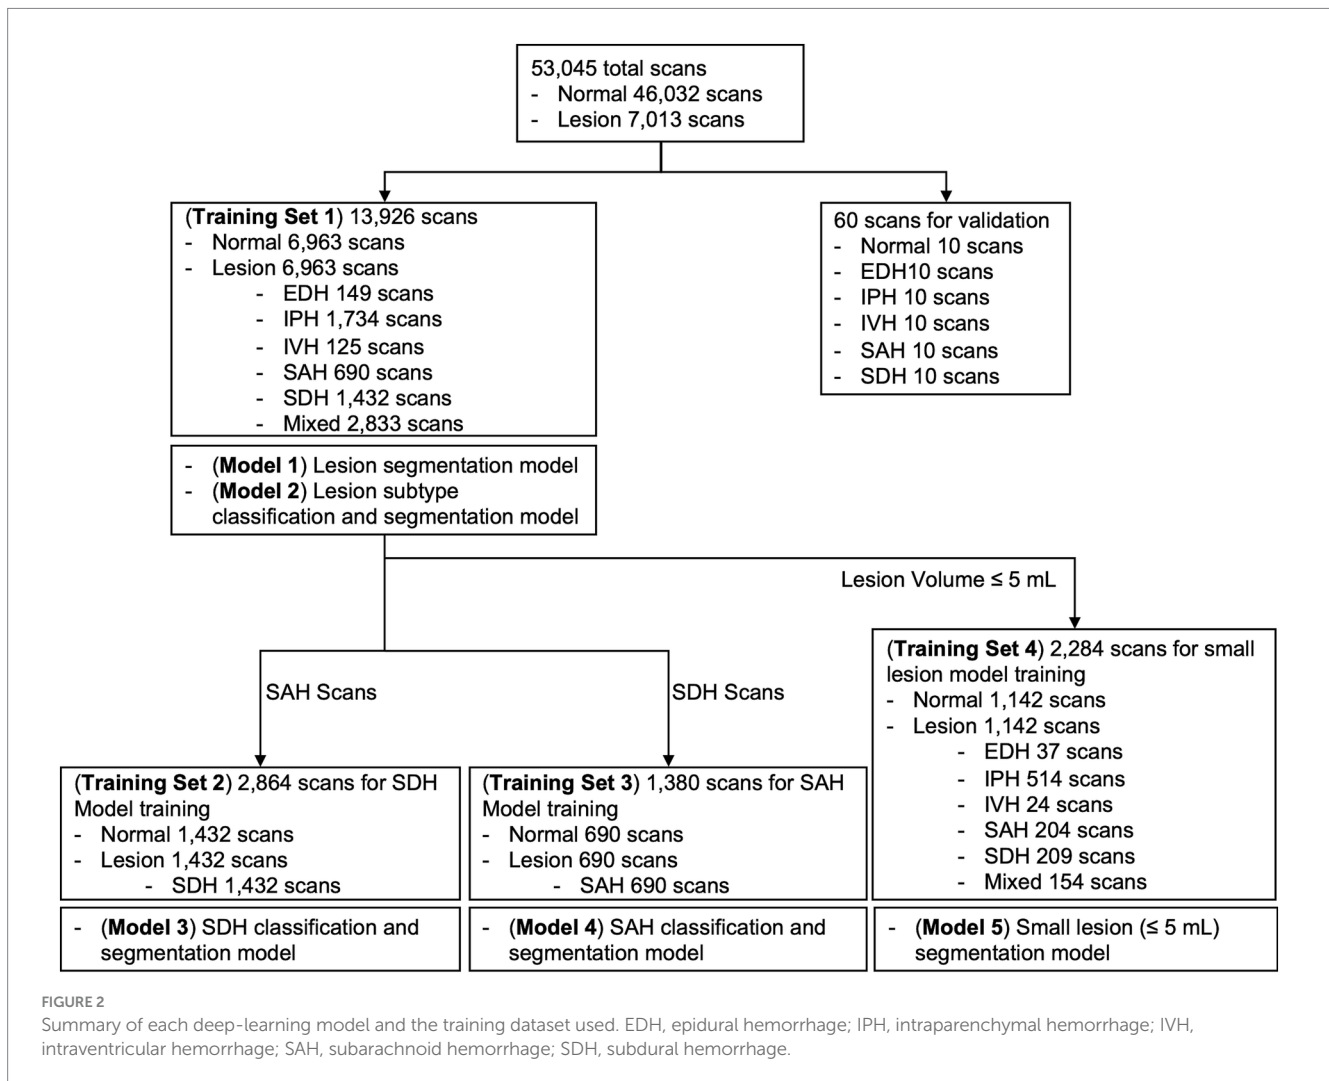 53,045 total scans
- Normal 46,032 scans
- Lesion 7,013 scans
(Training Set 1) 13,926 scans
- Normal 6,963 scans
- Lesion 6,963 scans
- EDH 149 scans
- IPH 1,734 scans
- IVH 125 scans
- SAH 690 scans
- SDH 1,432 scans
- Mixed 2,833 scans
60 scans for validation
- Normal 10 scans
- EDH10 scans
- IPH 10 scans
- IVH 10 scans
- SAH 10 scans
- SDH 10 scans
- (Model 1) Lesion segmentation model
- (Model 2) Lesion subtype
classification and segmentation model
Lesion Volume ≤ 5 mL
SAH Scans
SDH Scans
(Training Set 2) 2,864 scans for SDH
Model training
- Normal 1,432 scans
- Lesion 1,432 scans
- SDH 1,432 scans
- (Model 3) SDH classification and
segmentation model
(Training Set 3) 1,380 scans for SAH
Model training
- Normal 690 scans
- Lesion 690 scans
- SAH 690 scans
- (Model 4) SAH classification and
segmentation model
(Training Set 4) 2,284 scans for small
lesion model training
- Normal 1,142 scans
- Lesion 1,142 scans
- EDH 37 scans
- IPH 514 scans
- IVH 24 scans
- SAH 204 scans
- SDH 209 scans
- Mixed 154 scans
- (Model 5) Small lesion (≤ 5 mL)
segmentation model
FIGURE 2
Summary of each deep-learning model and the training dataset used. EDH, epidural hemorrhage; IPH, intraparenchymal hemorrhage; IVH,
intraventricular hemorrhage; SAH, subarachnoid hemorrhage; SDH, subdural hemorrhage.